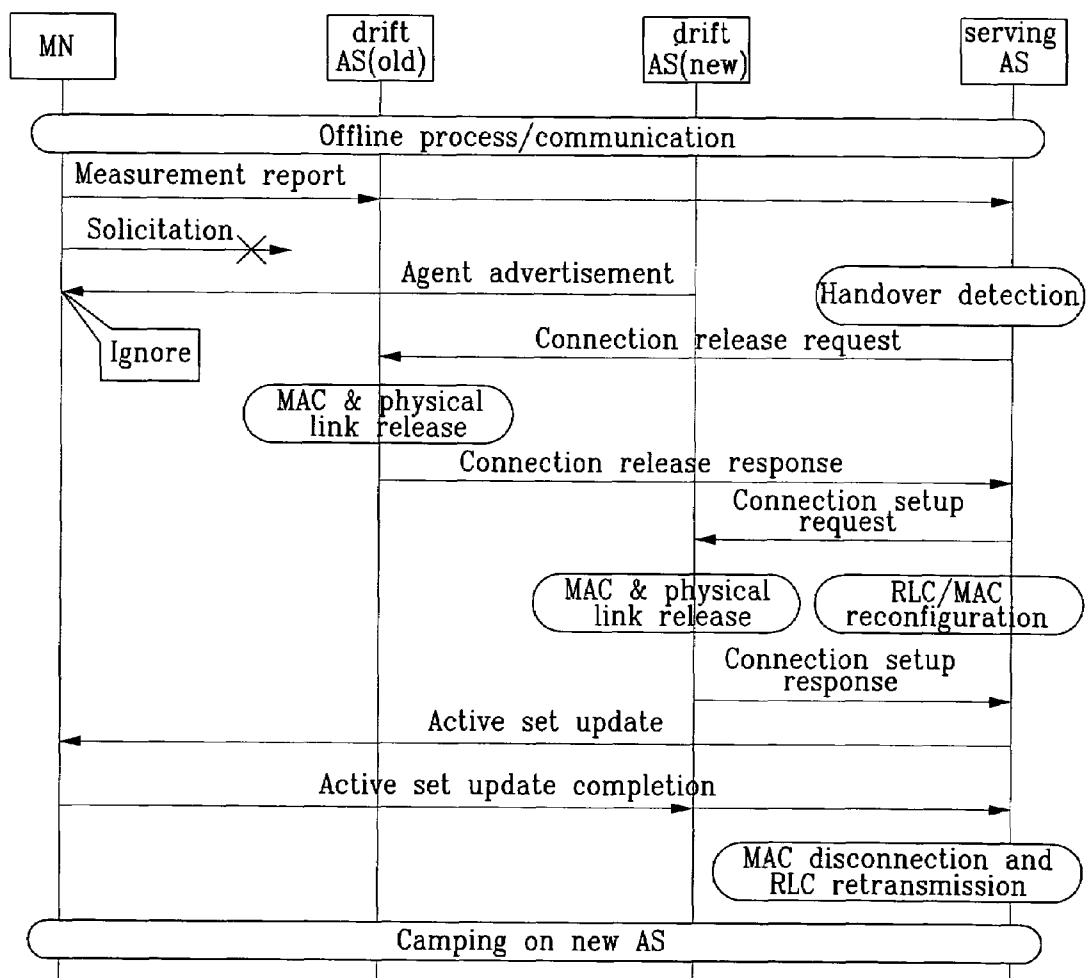 MN
drift
AS(old)
drift
AS(new)
serving
AS
Offline process/communication
Measurement report
Solicitation
Agent advertisement
Handover detection
Ignore
Connection release request
MAC & physical
link release
Connection release response
Connection setup
request
MAC & physical
link release
RLC/MAC
reconfiguration
Connection setup
response
Active set update
Active set update completion
MAC disconnection and
RLC retransmission
Camping on new AS